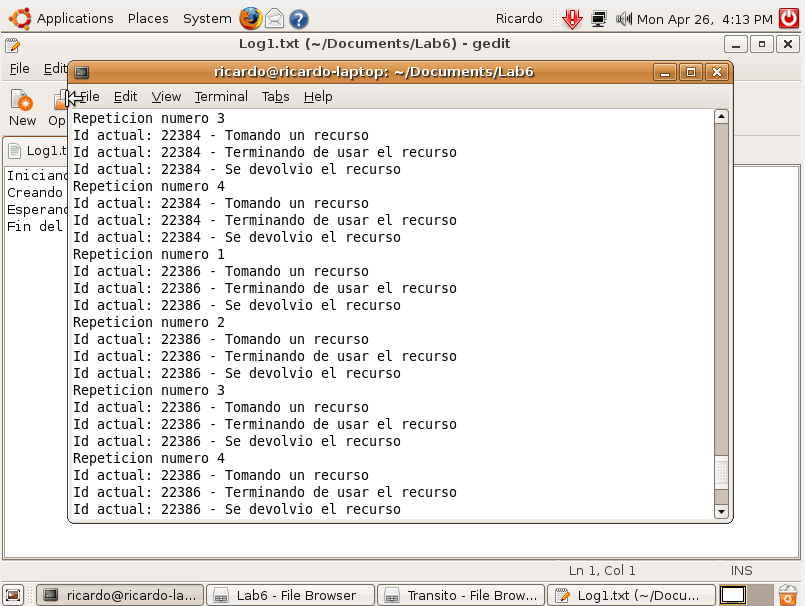 Applications Places System Ricardo Mon Apr 26, 4:13 PM
Log1.txt (~/Documents/Lab6) - gedit
File
ricardo@ricardo-laptop: ~/Documents/Lab6
File Edit View Terminal Tabs Help
New
Repeticion numero 3
Id actual: 22384 - Tomando un recurso
Id actual: 22384 - Terminando de usar el recurso
Id actual: 22384 - Se devolvio el recurso
Repeticion numero 4
Id actual: 22384 - Tomando un recurso
Id actual: 22384 - Terminando de usar el recurso
Id actual: 22384 - Se devolvio el recurso
Repeticion numero 1
Id actual: 22386 - Tomando un recurso
Id actual: 22386 - Terminando de usar el recurso
Id actual: 22386 - Se devolvio el recurso
Repeticion numero 2
Id actual: 22386 - Tomando un recurso
Id actual: 22386 - Terminando de usar el recurso
Id actual: 22386 - Se devolvio el recurso
Repeticion numero 3
Id actual: 22386 - Tomando un recurso
Id actual: 22386 - Terminando de usar el recurso
Id actual: 22386 - Se devolvio el recurso
Repeticion numero 4
Id actual: 22386 - Tomando un recurso
Id actual: 22386 - Terminando de usar el recurso
Id actual: 22386 - Se devolvio el recurso
Log1.t
Inician
Creando
Esperand
Fin del
Ln 1, Col 1 INS
ricardo@ricardo-la... Lab6 - File Browser Transito - File Brow... Log1.txt (~/Docu...